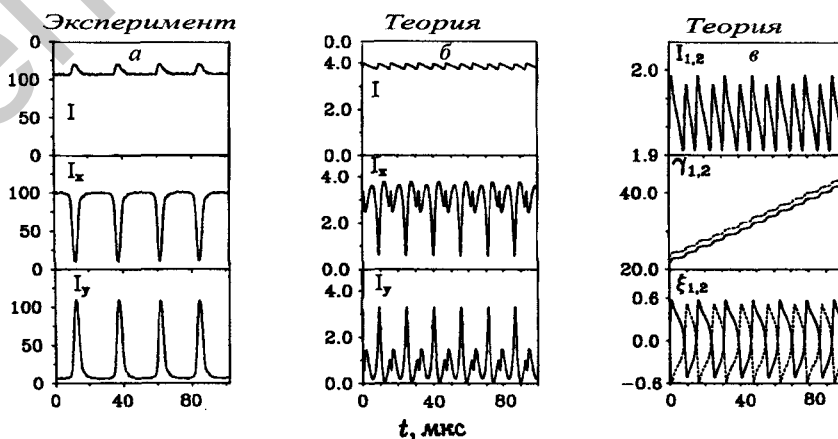 Эксперимент Теория Теория
а б в
0 100 50 0 I
100 50 0 Iₓ
100 50 0 I_y
0 40 80
0.0 4.0 2.0 0.0 I
4.0 2.0 0.0 Iₓ
4.0 2.0 0.0 I_y
0 40 80
t, мкс
2.0 1.9 I₁,₂
40.0 20.0 γ₁,₂
0.6 0.0 −0.6 ξ₁,₂
0 40 80